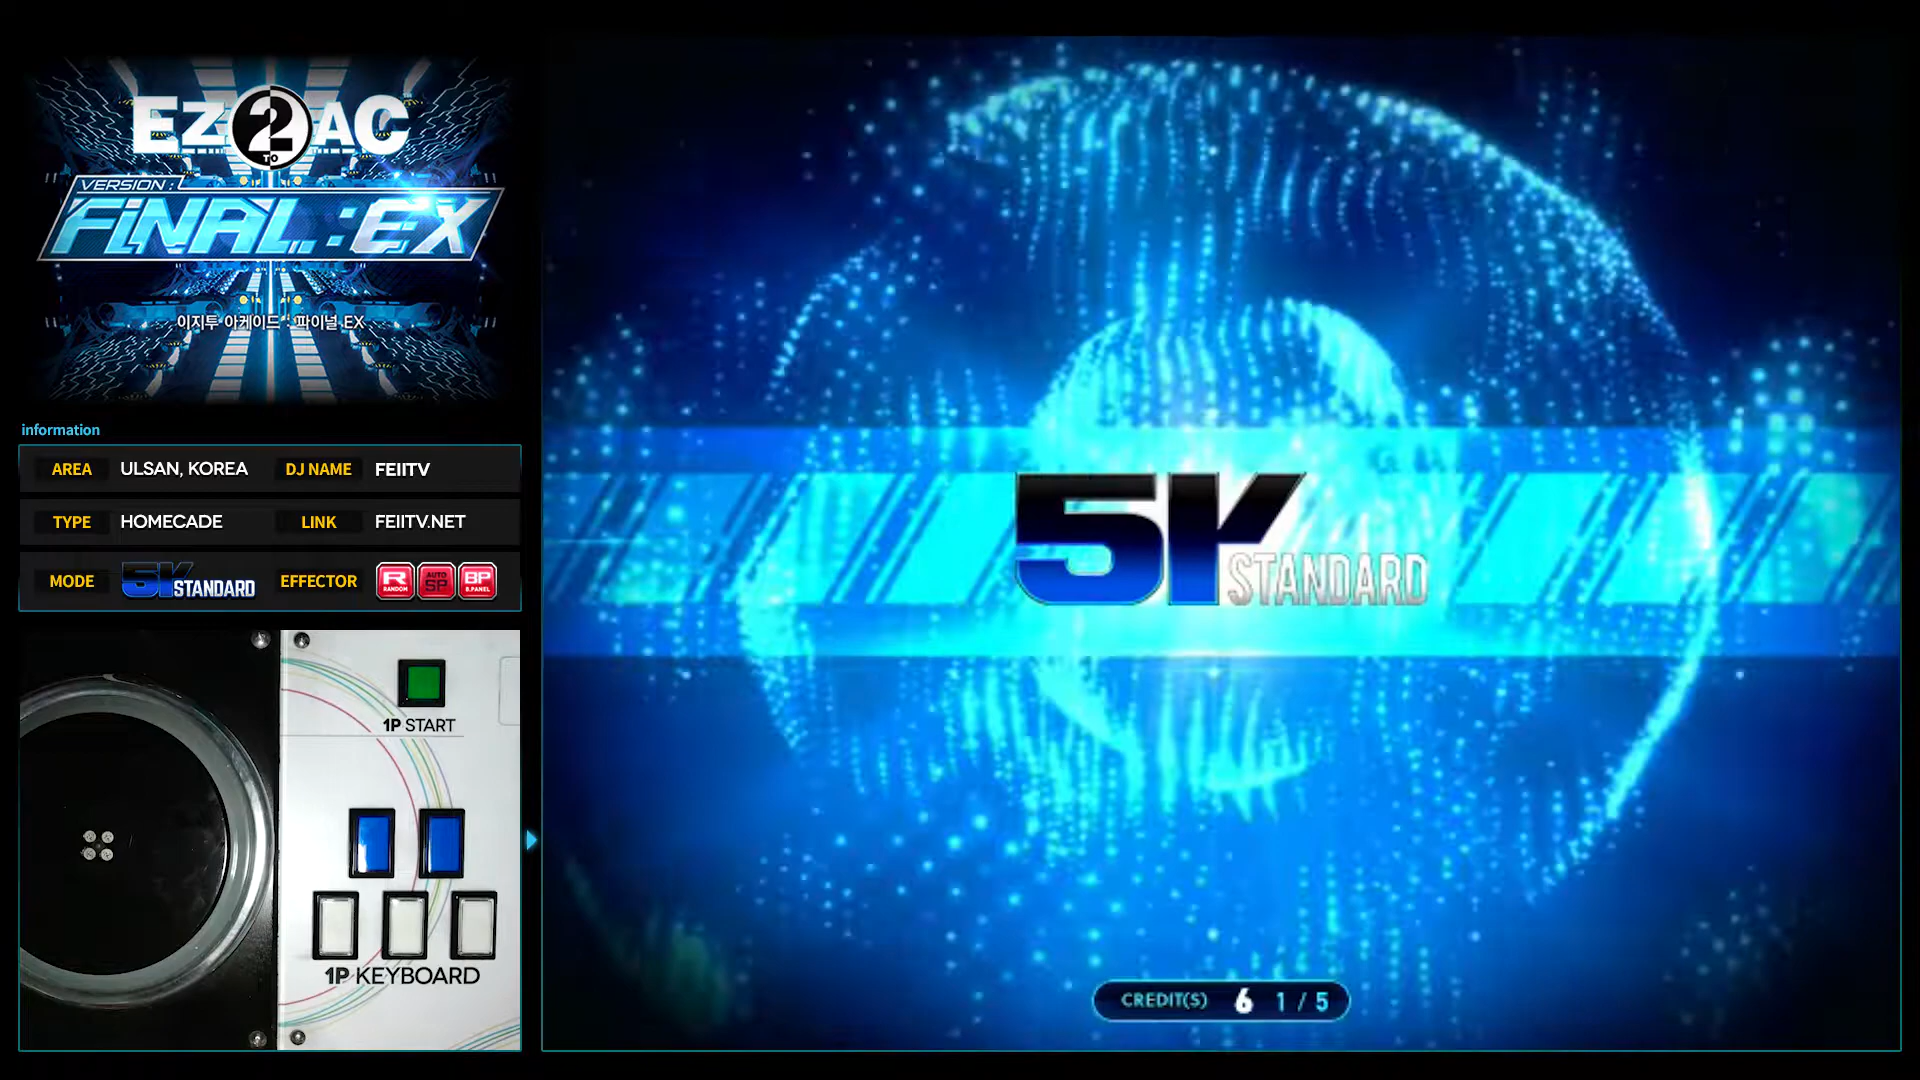 EZ2AC
TO
VERSION :
FiNAL:EX
이지투 아케이드 : 파이널 EX
information
AREA ULSAN, KOREA DJ NAME FEIITV
TYPE HOMECADE LINK FEIITV.NET
MODE 5K STANDARD EFFECTOR R RANDOM AUTO SP BP B.PANEL
1P START
1P KEYBOARD
5K STANDARD
CREDIT(S) 6 1 / 5